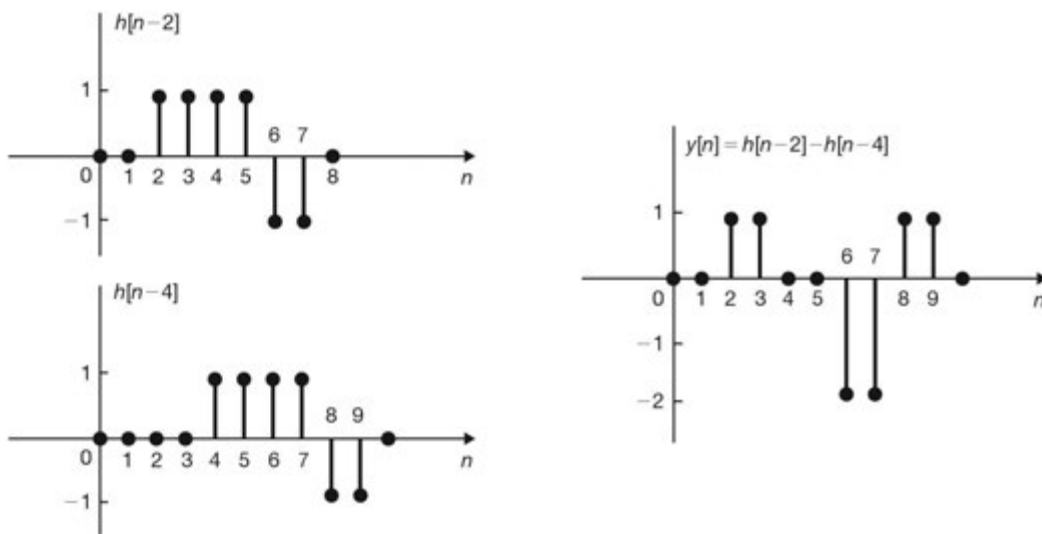 h[n−2]
1
6 7
0 1 2 3 4 5 8 n
−1
h[n−4]
1
8 9
0 1 2 3 4 5 6 7 n
−1
y[n] = h[n−2]−h[n−4]
1
6 7
0 1 2 3 4 5 8 9 n
−1
−2